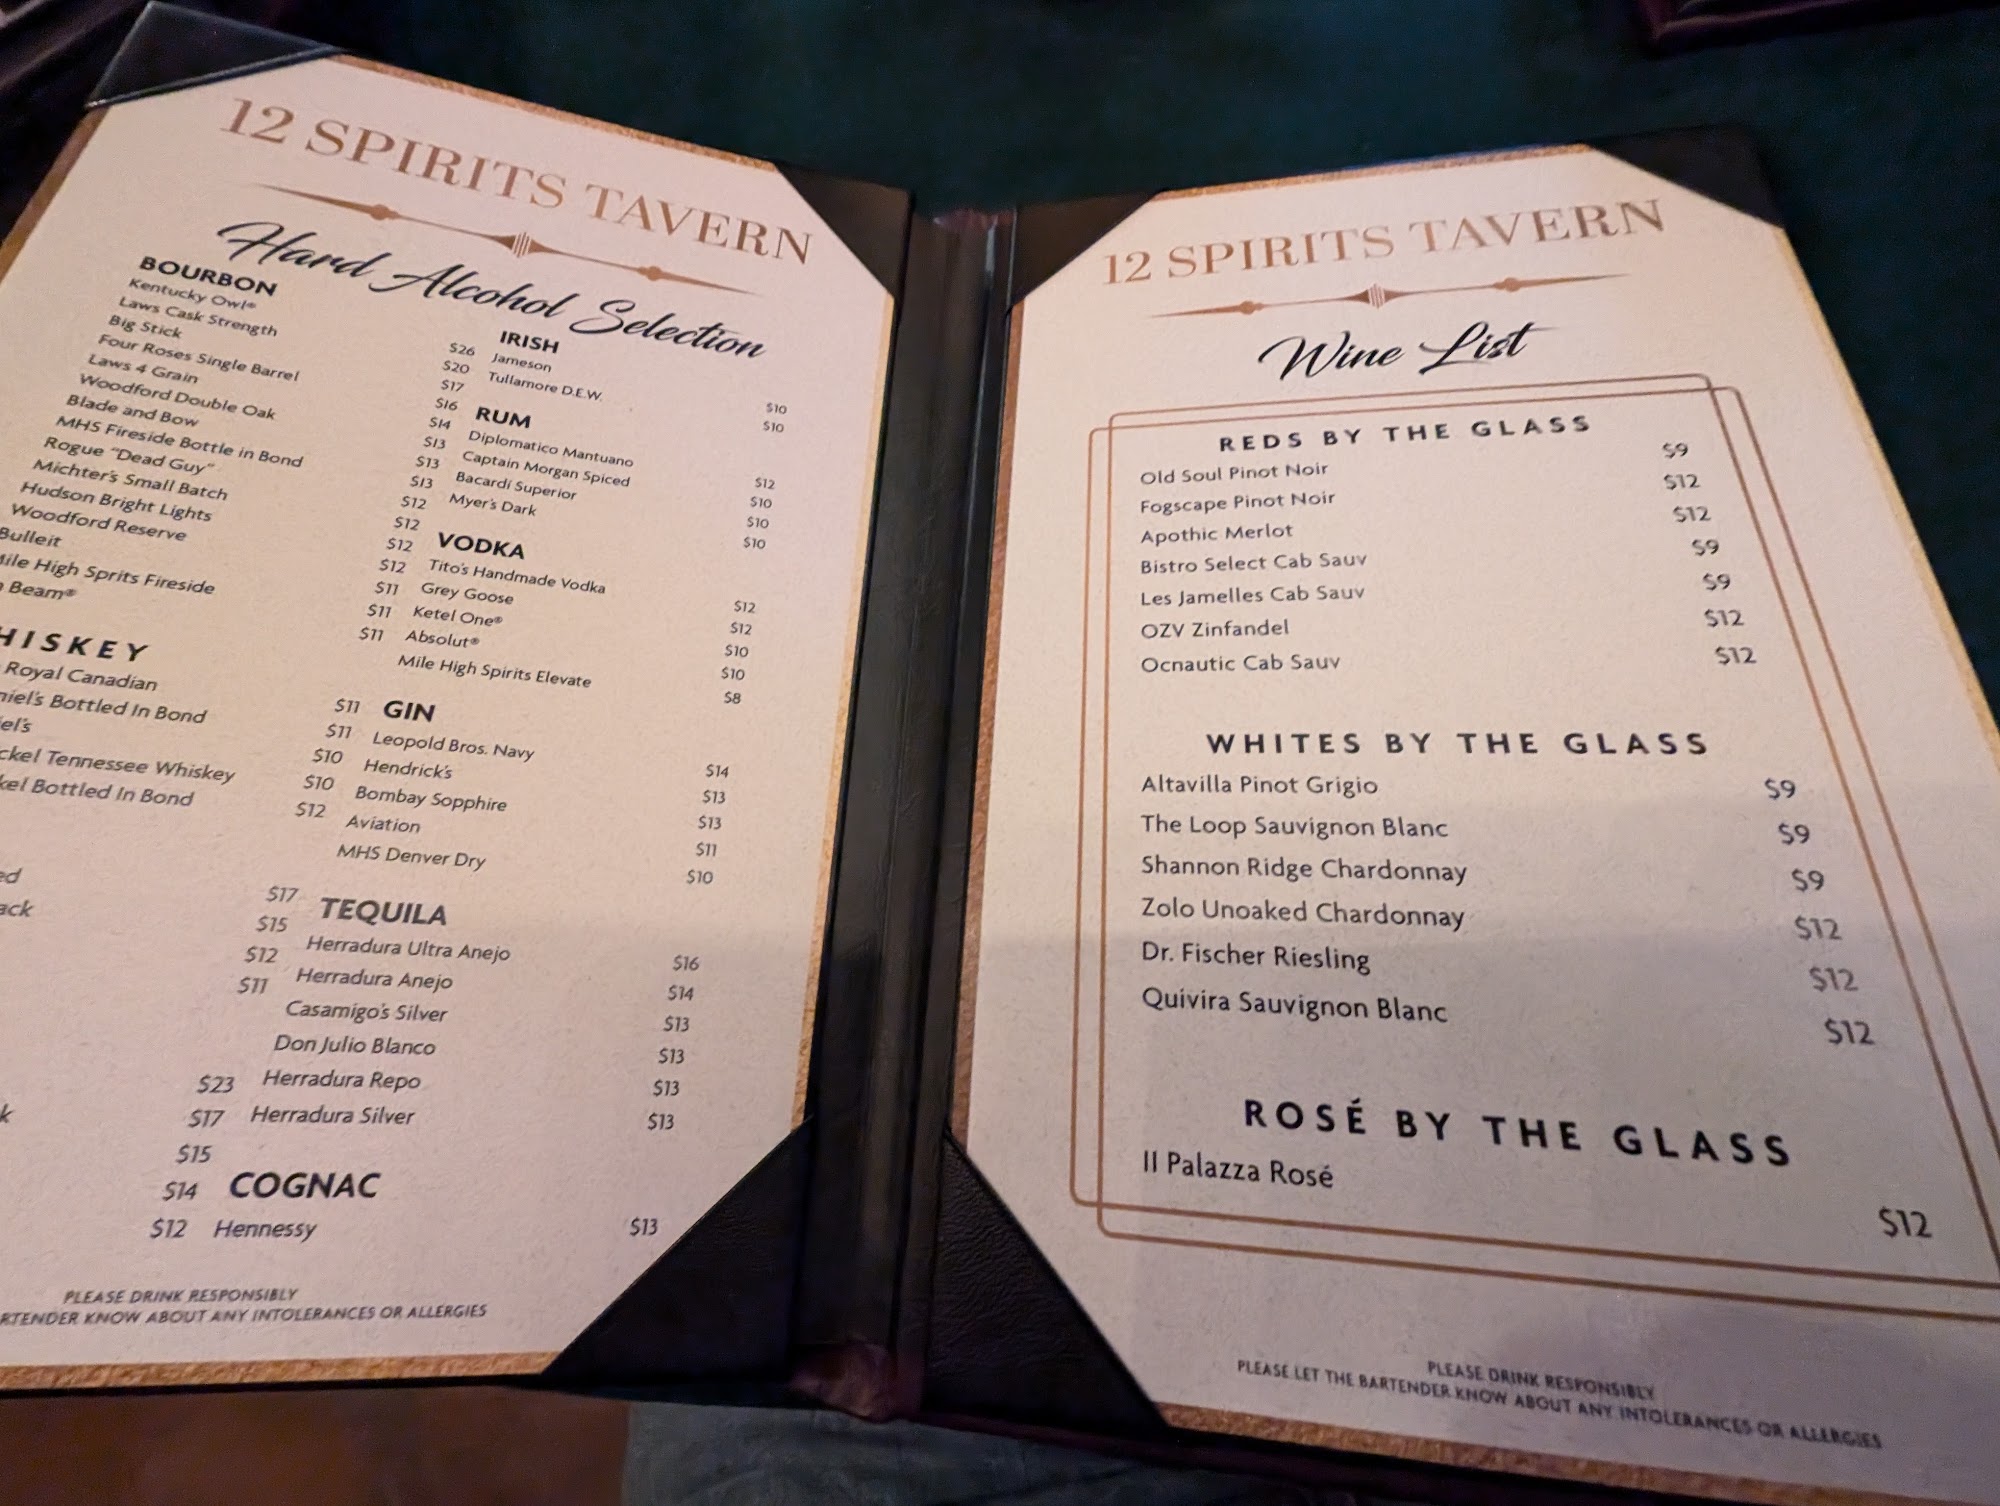 12 SPIRITS TAVERN
Hard Alcohol Selection
BOURBON
Kentucky Owl® $26
Laws Cask Strength $20
Big Stick $17
Four Roses Single Barrel $16
Laws 4 Grain $14
Woodford Double Oak $13
Blade and Bow $13
MHS Fireside Bottle in Bond $13
Rogue "Dead Guy" $12
Michter's Small Batch $12
Hudson Bright Lights $12
Woodford Reserve $12
Bulleit $11
Mile High Sprits Fireside $11
Beam® $11
HISKEY
Royal Canadian $11
niel's Bottled In Bond $11
el's $10
ckel Tennessee Whiskey $10
kel Bottled In Bond $12
ed $17
ack $15
$12
$11
$23
k $17
$15
$14
$12
IRISH
Jameson $10
Tullamore D.E.W. $10
RUM
Diplomatico Mantuano $12
Captain Morgan Spiced $10
Bacardi Superior $10
Myer's Dark $10
VODKA
Tito's Handmade Vodka $12
Grey Goose $12
Ketel One® $10
Absolut® $10
Mile High Spirits Elevate $8
GIN
Leopold Bros. Navy $14
Hendrick's $13
Bombay Sopphire $13
Aviation $11
MHS Denver Dry $10
TEQUILA
Herradura Ultra Anejo $16
Herradura Anejo $14
Casamigo's Silver $13
Don Julio Blanco $13
Herradura Repo $13
Herradura Silver $13
COGNAC
Hennessy $13
PLEASE DRINK RESPONSIBLY
RTENDER KNOW ABOUT ANY INTOLERANCES OR ALLERGIES
12 SPIRITS TAVERN
Wine List
REDS BY THE GLASS
Old Soul Pinot Noir $9
Fogscape Pinot Noir $12
Apothic Merlot $12
Bistro Select Cab Sauv $9
Les Jamelles Cab Sauv $9
OZV Zinfandel $12
Ocnautic Cab Sauv $12
WHITES BY THE GLASS
Altavilla Pinot Grigio $9
The Loop Sauvignon Blanc $9
Shannon Ridge Chardonnay $9
Zolo Unoaked Chardonnay $12
Dr. Fischer Riesling $12
Quivira Sauvignon Blanc $12
ROSÉ BY THE GLASS
Il Palazza Rosé $12
PLEASE DRINK RESPONSIBLY
PLEASE LET THE BARTENDER KNOW ABOUT ANY INTOLERANCES OR ALLERGIES